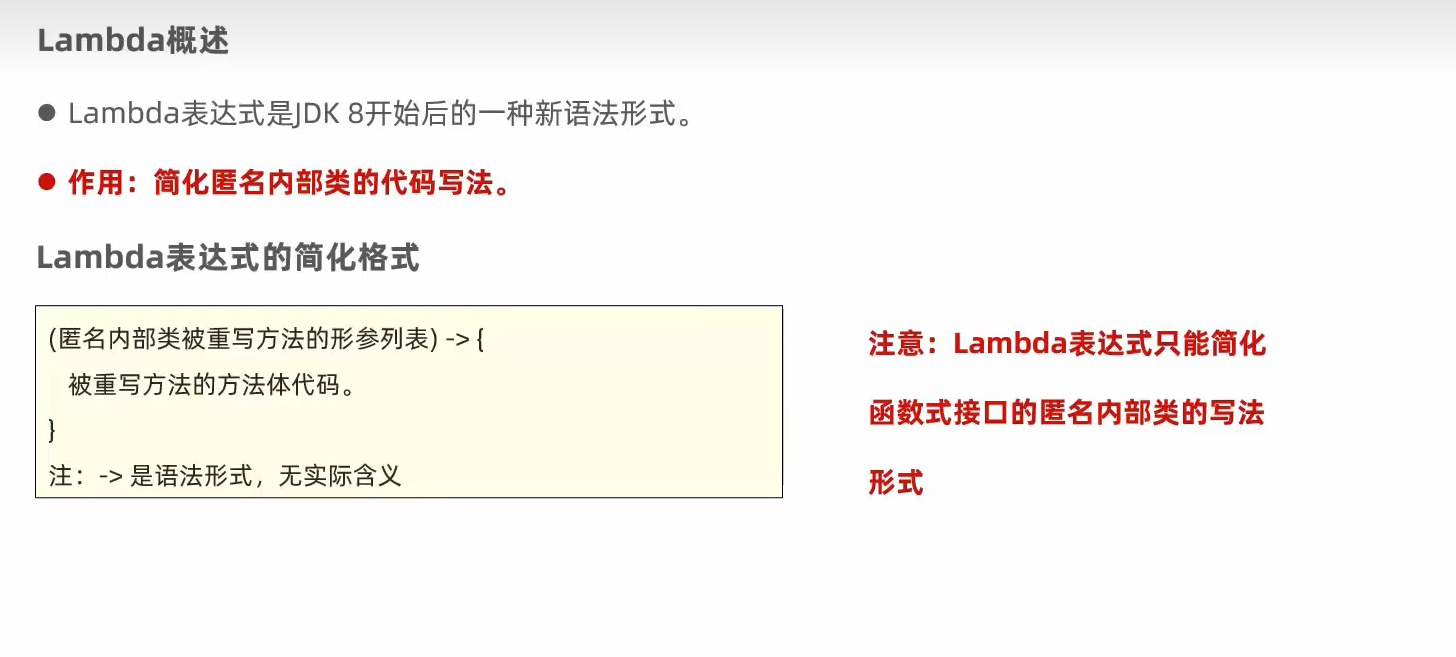 Lambda概述
● Lambda表达式是JDK 8开始后的一种新语法形式。
● 作用：简化匿名内部类的代码写法。
Lambda表达式的简化格式
(匿名内部类被重写方法的形参列表) -> {
被重写方法的方法体代码。
}
注：-> 是语法形式，无实际含义
注意：Lambda表达式只能简化
函数式接口的匿名内部类的写法
形式